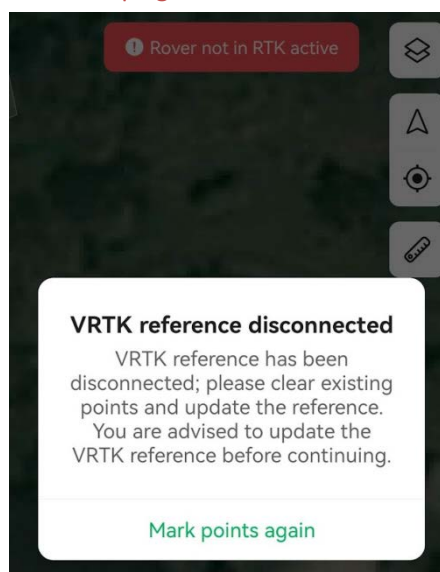 Rover not in RTK active
VRTK reference disconnected
VRTK reference has been
disconnected; please clear existing
points and update the reference.
You are advised to update the
VRTK reference before continuing.
Mark points again